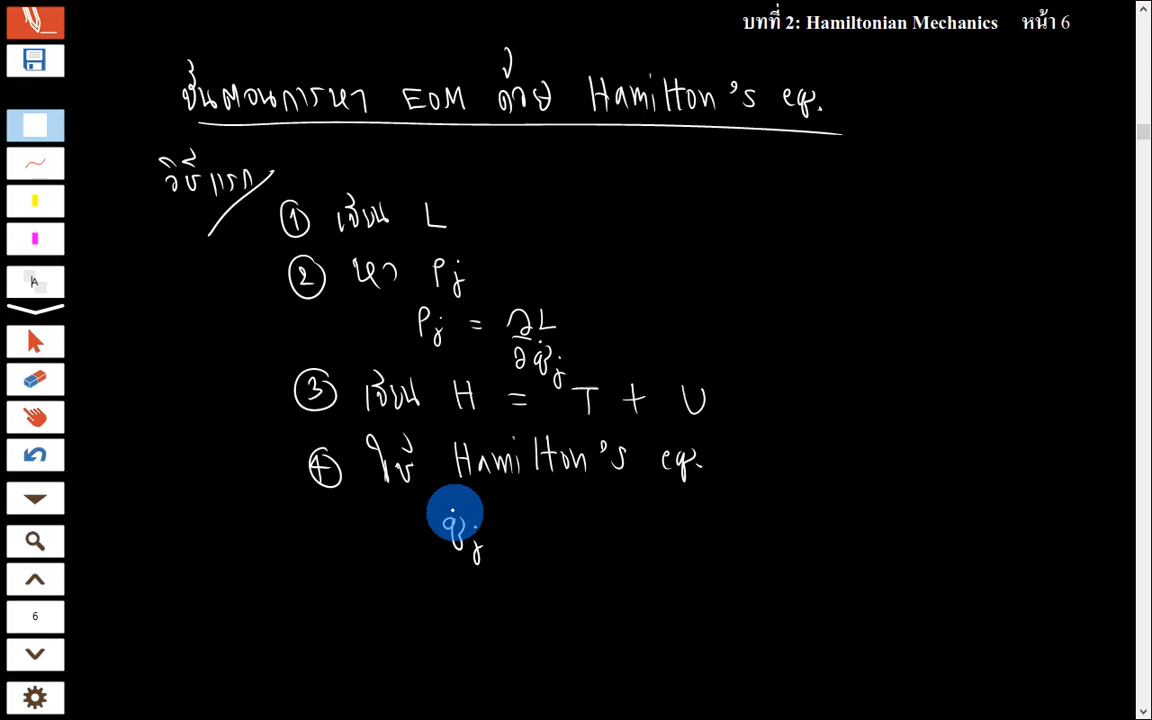 บทที่ 2: Hamiltonian Mechanics หน้า 6
ขั้นตอนการหา EOM ด้วย Hamilton's eq.
วิธีแรก
① เขียน L
② หา Pj
Pj = ∂L/∂q̇j
③ เขียน H = T + U
④ ใช้ Hamilton's eq.
q̇j
6